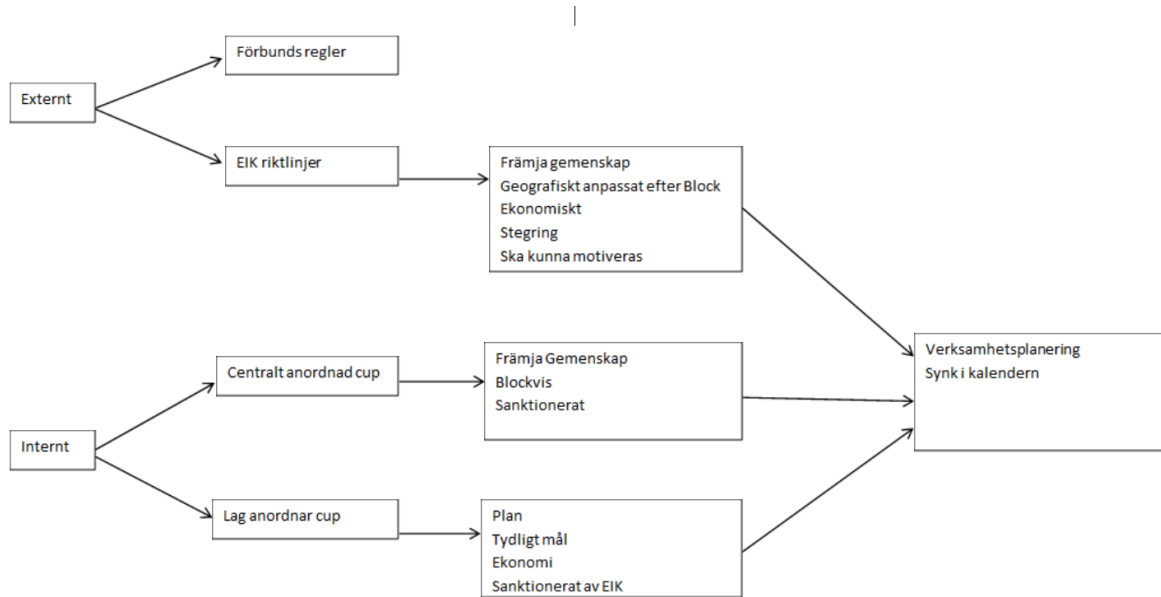 Förbunds regler
Externt
EIK riktlinjer
Främja gemenskap
Geografiskt anpassat efter Block
Ekonomiskt
Stegring
Ska kunna motiveras
Centralt anordnad cup
Främja Gemenskap
Blockvis
Sanktionerat
Verksamhetsplanering
Synk i kalendern
Internt
Lag anordnar cup
Plan
Tydligt mål
Ekonomi
Sanktionerat av EIK